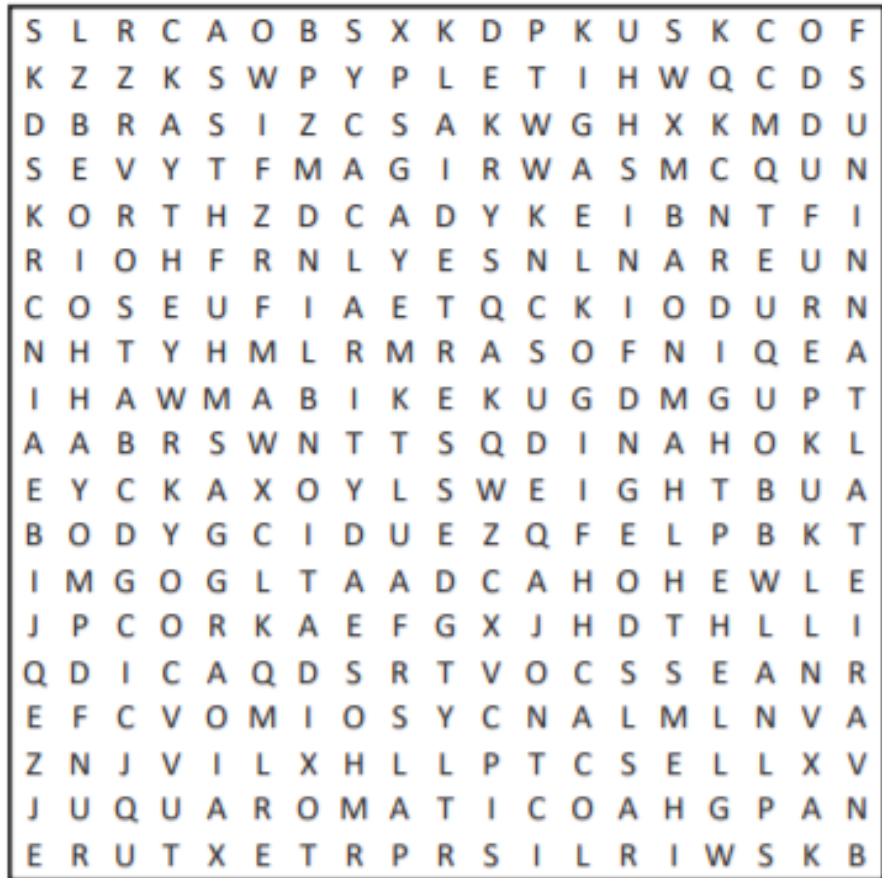 S L R C A O B S X K D P K U S K C O F
K Z Z K S W P Y P L E T I H W Q C D S
D B R A S I Z C S A K W G H X K M D U
S E V Y T F M A G I R W A S M C Q U N
K O R T H Z D C A D Y K E I B N T F I
R I O H F R N L Y E S N L N A R E U N
C O S E U F I A E T Q C K I O D U R N
N H T Y H M L R M R A S O F N I Q E A
I H A W M A B I K E K U G D M G U P T
A A B R S W N T T S Q D I N A H O K L
E Y C K A X O Y L S W E I G H T B U A
B O D Y G C I D U E Z Q F E L P B K T
I M G O G L T A A D C A H O H E W L E
J P C O R K A E F G X J H D T H L L I
Q D I C A Q D S R T V O C S S E A N R
E F C V O M I O S Y C N A L M L N V A
Z N J V I L X H L L P T C S E L L X V
J U Q U A R O M A T I C O A H G P A N
E R U T X E T R P R S I L R I W S K B